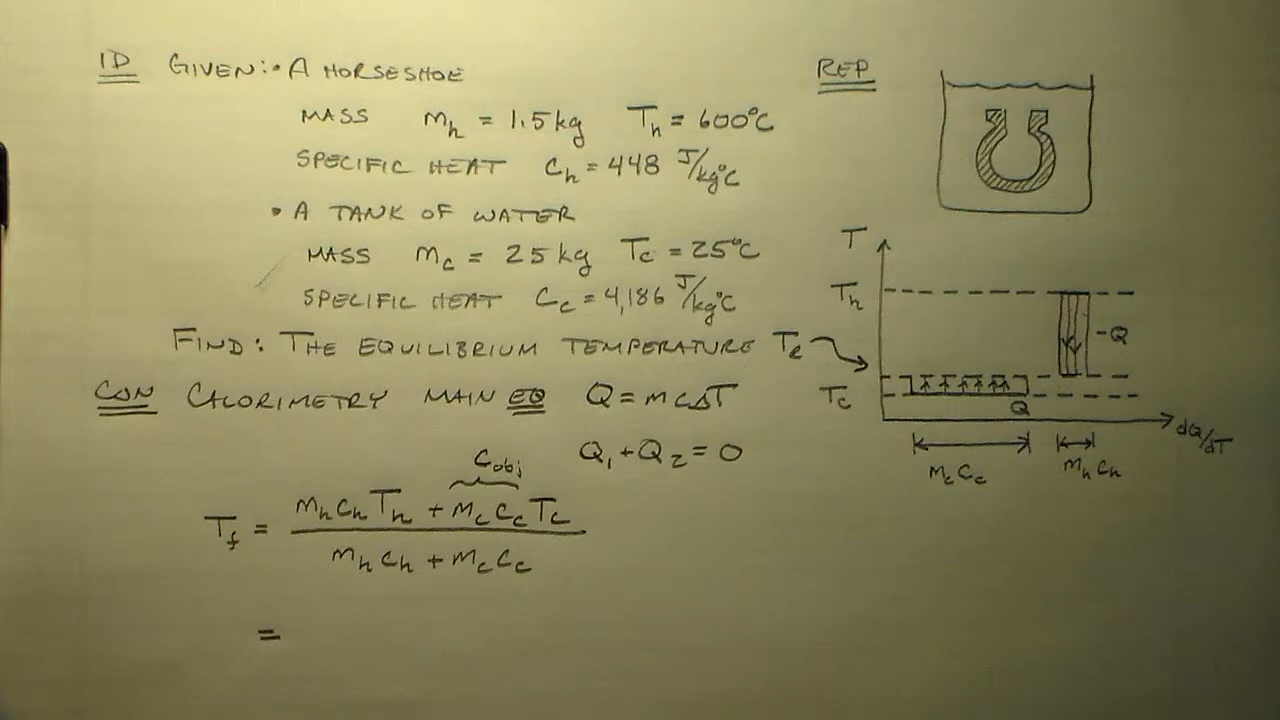 ID GIVEN: • A HORSESHOE
MASS m_h = 1.5 kg T_h = 600°C
SPECIFIC HEAT C_h = 448 J/kg°C
• A TANK OF WATER
MASS m_c = 25 kg T_c = 25°C
SPECIFIC HEAT C_c = 4,186 J/kg°C
FIND: THE EQUILIBRIUM TEMPERATURE T_e
CON CALORIMETRY MAIN EQ Q = mcΔT
Q_1 + Q_2 = 0
C_obj
T_f = (m_h c_h T_h + m_c c_c T_c) / (m_h c_h + m_c c_c)
=
REP
T
T_h
-Q
T_c
Q
dQ/dT
m_c c_c
m_h c_h